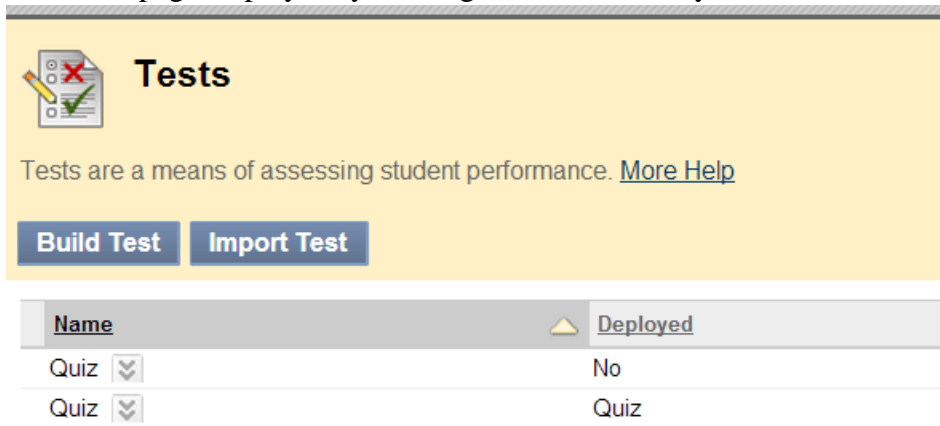 Tests
Tests are a means of assessing student performance. More Help
Build Test Import Test
Name Deployed
Quiz No
Quiz Quiz